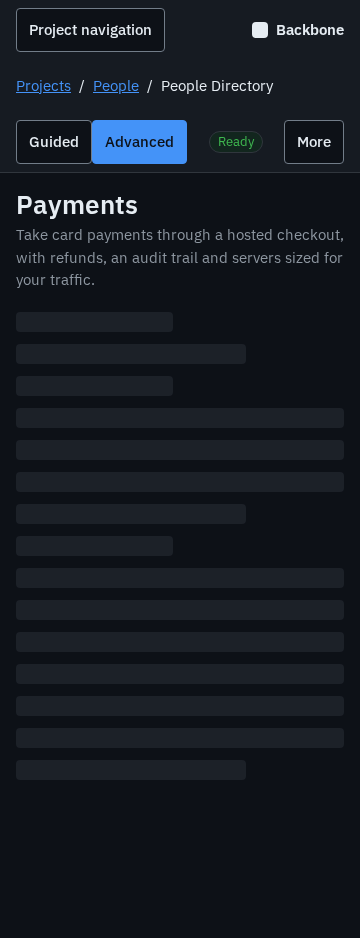 Project navigation
Backbone
Projects / People / People Directory
Guided
Advanced
Ready
More
Payments
Take card payments through a hosted checkout,
with refunds, an audit trail and servers sized for
your traffic.